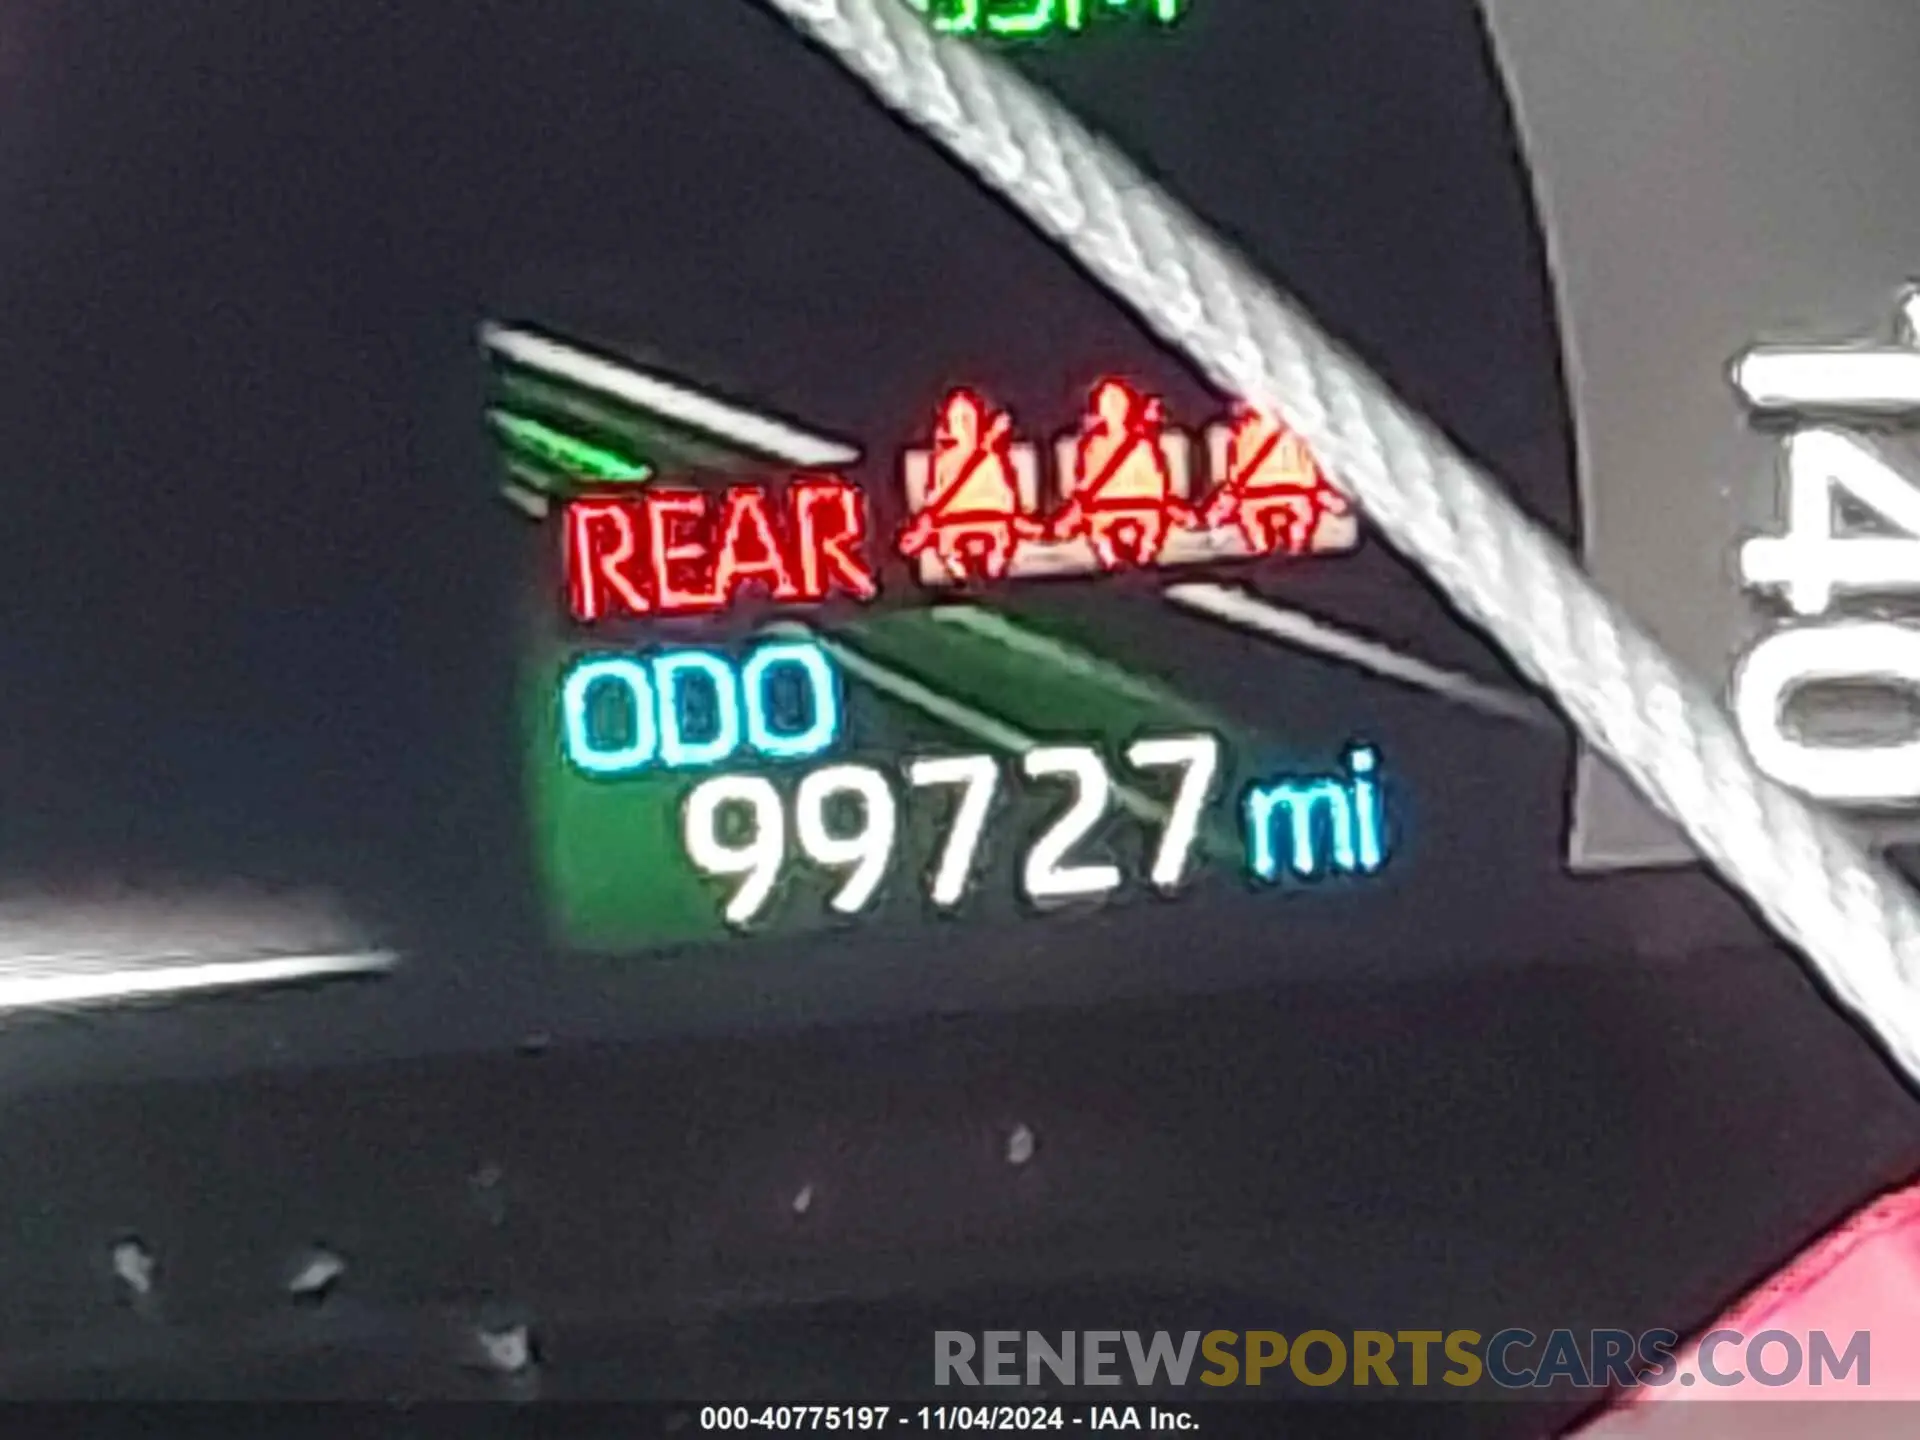 REAR
ODO
99727 mi
140
RENEWSPORTSCARS.COM
000-40775197 - 11/04/2024 - IAA Inc.